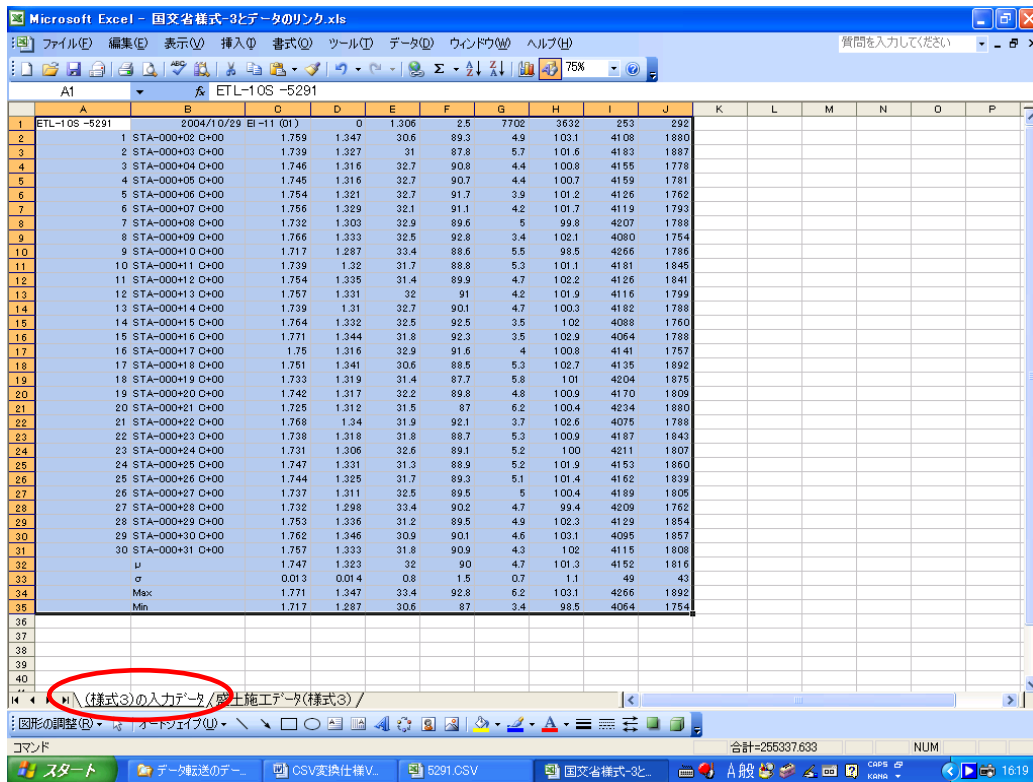 Microsoft Excel - 国交省様式-3とデータのリンク.xls
ファイル(F) 編集(E) 表示(V) 挿入(I) 書式(O) ツール(T) データ(D) ウィンドウ(W) ヘルプ(H) 質問を入力してください
75%
A1 fx ETL-10S -5291
A B C D E F G H I J K L M N O P
1 ETL-10S -5291 2004/10/29 EI-11 (01) 0 1.306 2.5 7702 3632 253 292
2 1 STA-000+02 C+00 1.759 1.347 30.6 89.3 4.9 103.1 4108 1880
3 2 STA-000+03 C+00 1.739 1.327 31 87.8 5.7 101.6 4183 1887
4 3 STA-000+04 C+00 1.746 1.316 32.7 90.8 4.4 100.8 4155 1778
5 4 STA-000+05 C+00 1.745 1.316 32.7 90.7 4.4 100.7 4159 1781
6 5 STA-000+06 C+00 1.754 1.321 32.7 91.7 3.9 101.2 4126 1762
7 6 STA-000+07 C+00 1.756 1.329 32.1 91.1 4.2 101.7 4119 1793
8 7 STA-000+08 C+00 1.732 1.303 32.9 89.6 5 99.8 4207 1788
9 8 STA-000+09 C+00 1.766 1.333 32.5 92.8 3.4 102.1 4080 1754
10 9 STA-000+10 C+00 1.717 1.287 33.4 88.6 5.5 98.5 4266 1786
11 10 STA-000+11 C+00 1.739 1.32 31.7 88.8 5.3 101.1 4181 1845
12 11 STA-000+12 C+00 1.754 1.335 31.4 89.9 4.7 102.2 4126 1841
13 12 STA-000+13 C+00 1.757 1.331 32 91 4.2 101.9 4116 1799
14 13 STA-000+14 C+00 1.739 1.31 32.7 90.1 4.7 100.3 4182 1788
15 14 STA-000+15 C+00 1.764 1.332 32.5 92.5 3.5 102 4088 1760
16 15 STA-000+16 C+00 1.771 1.344 31.8 92.3 3.5 102.9 4064 1788
17 16 STA-000+17 C+00 1.75 1.316 32.9 91.6 4 100.8 4141 1757
18 17 STA-000+18 C+00 1.751 1.341 30.6 88.5 5.3 102.7 4135 1892
19 18 STA-000+19 C+00 1.733 1.319 31.4 87.7 5.8 101 4204 1875
20 19 STA-000+20 C+00 1.742 1.317 32.2 89.8 4.8 100.9 4170 1809
21 20 STA-000+21 C+00 1.725 1.312 31.5 87 6.2 100.4 4234 1880
22 21 STA-000+22 C+00 1.768 1.34 31.9 92.1 3.7 102.6 4075 1788
23 22 STA-000+23 C+00 1.738 1.318 31.8 88.7 5.3 100.9 4187 1843
24 23 STA-000+24 C+00 1.731 1.306 32.6 89.1 5.2 100 4211 1807
25 24 STA-000+25 C+00 1.747 1.331 31.3 88.9 5.2 101.9 4153 1860
26 25 STA-000+26 C+00 1.744 1.325 31.7 89.3 5.1 101.4 4162 1839
27 26 STA-000+27 C+00 1.737 1.311 32.5 89.5 5 100.4 4189 1805
28 27 STA-000+28 C+00 1.732 1.298 33.4 90.2 4.7 99.4 4209 1762
29 28 STA-000+29 C+00 1.753 1.336 31.2 89.5 4.9 102.3 4129 1854
30 29 STA-000+30 C+00 1.762 1.346 30.9 90.1 4.6 103.1 4095 1857
31 30 STA-000+31 C+00 1.757 1.333 31.8 90.9 4.3 102 4115 1808
32 μ 1.747 1.323 32 90 4.7 101.3 4152 1816
33 σ 0.013 0.014 0.8 1.5 0.7 1.1 49 43
34 Max 1.771 1.347 33.4 92.8 6.2 103.1 4266 1892
35 Min 1.717 1.287 30.6 87 3.4 98.5 4064 1754
36
37
38
39
40
(様式3)の入力データ / 盛土施工データ(様式3) /
図形の調整(R) オートシェイプ(U)
コマンド 合計=255337.633 NUM
スタート データ転送のデー... CSV変換仕様V... 5291.CSV 国交省様式-3と... A 般 CAPS KANA 16:19